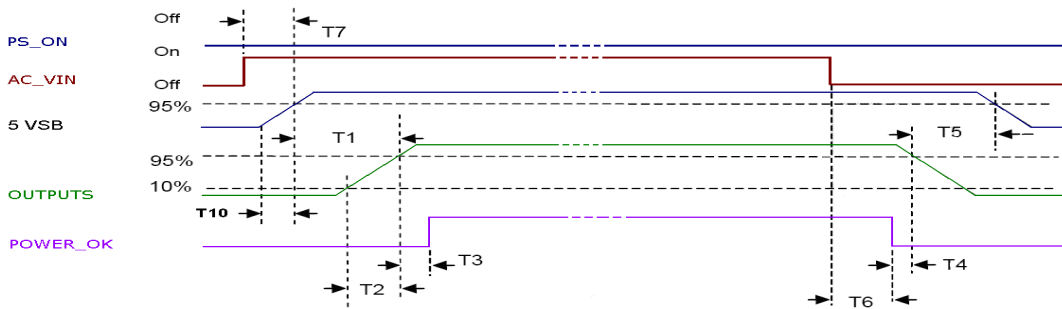 Off
PS_ON
On
T7
AC_VIN
Off
95%
5 VSB
T1
T5
95%
10%
OUTPUTS
T10
POWER_OK
T3
T4
T2
T6